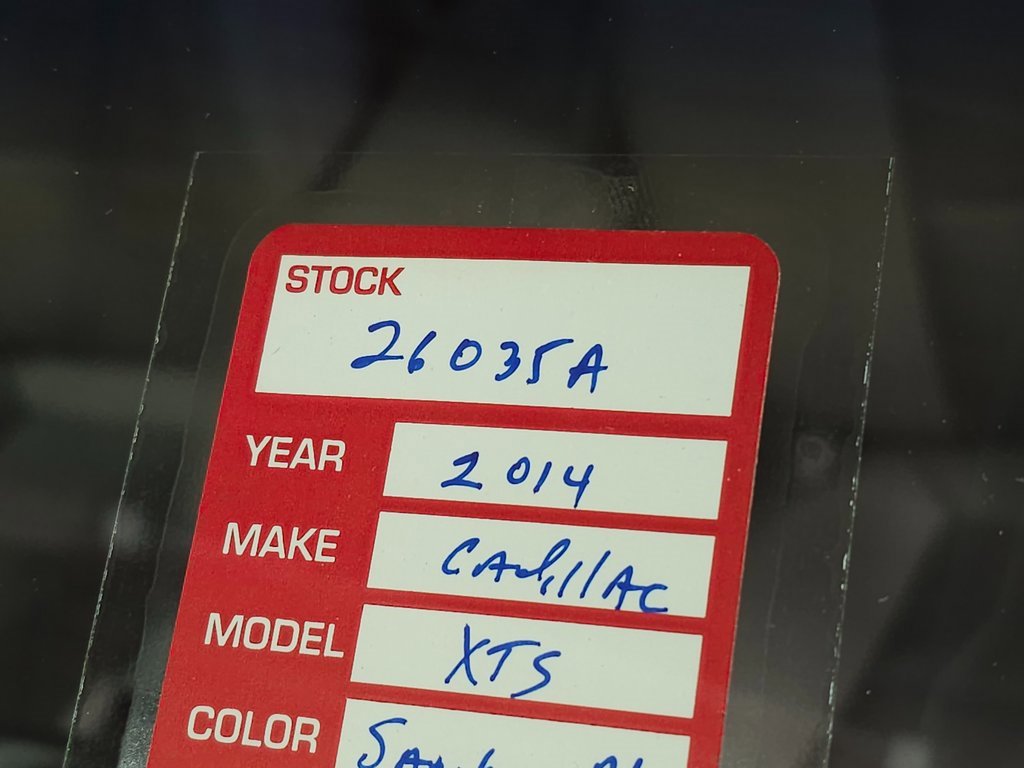 STOCK
26035A
YEAR 2014
MAKE CAdillAc
MODEL XTS
COLOR